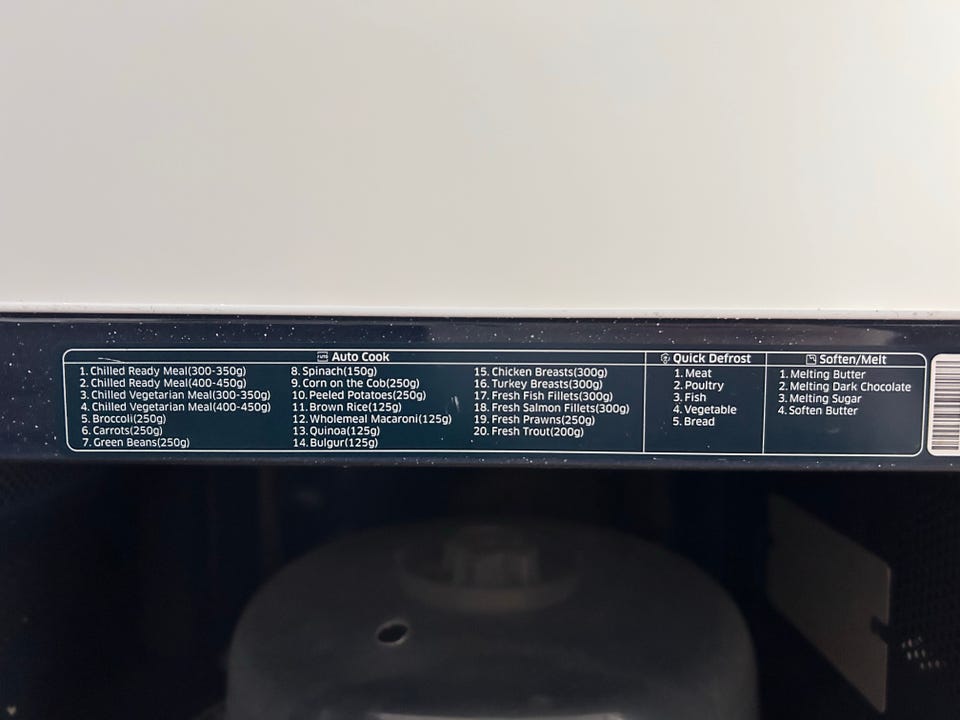 Auto Cook
1. Chilled Ready Meal(300-350g)
2. Chilled Ready Meal(400-450g)
3. Chilled Vegetarian Meal(300-350g)
4. Chilled Vegetarian Meal(400-450g)
5. Broccoli(250g)
6. Carrots(250g)
7. Green Beans(250g)
8. Spinach(150g)
9. Corn on the Cob(250g)
10. Peeled Potatoes(250g)
11. Brown Rice(125g)
12. Wholemeal Macaroni(125g)
13. Quinoa(125g)
14. Bulgur(125g)
15. Chicken Breasts(300g)
16. Turkey Breasts(300g)
17. Fresh Fish Fillets(300g)
18. Fresh Salmon Fillets(300g)
19. Fresh Prawns(250g)
20. Fresh Trout(200g)
Quick Defrost
1. Meat
2. Poultry
3. Fish
4. Vegetable
5. Bread
Soften/Melt
1. Melting Butter
2. Melting Dark Chocolate
3. Melting Sugar
4. Soften Butter